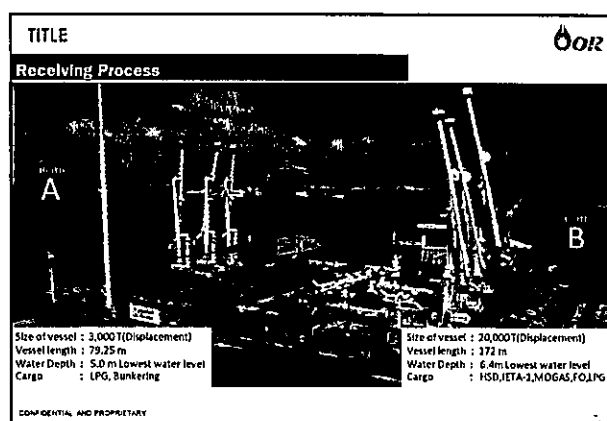 TITLE
OR
Receiving Process
A
B
Size of vessel : 3,000T(Displacement)
Vessel length : 79.25 m
Water Depth : 5.0 m Lowest water level
Cargo : LPG, Bunkering
Size of vessel : 20,000T(Displacement)
Vessel length : 172 m
Water Depth : 6.4m Lowest water level
Cargo : HSD,JETA-1,MOGAS,FO,LPG
CONFIDENTIAL AND PROPRIETARY